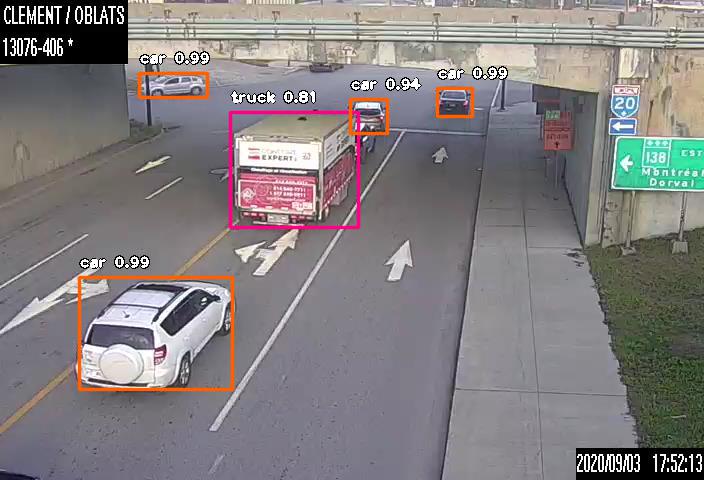 CLEMENT / OBLATS
13076-406 *
car 0.99
car 0.94
car 0.99
truck 0.81
20
EXPERT
138 EST
Montréal
Dorval
car 0.99
2020/09/03 17:52:13